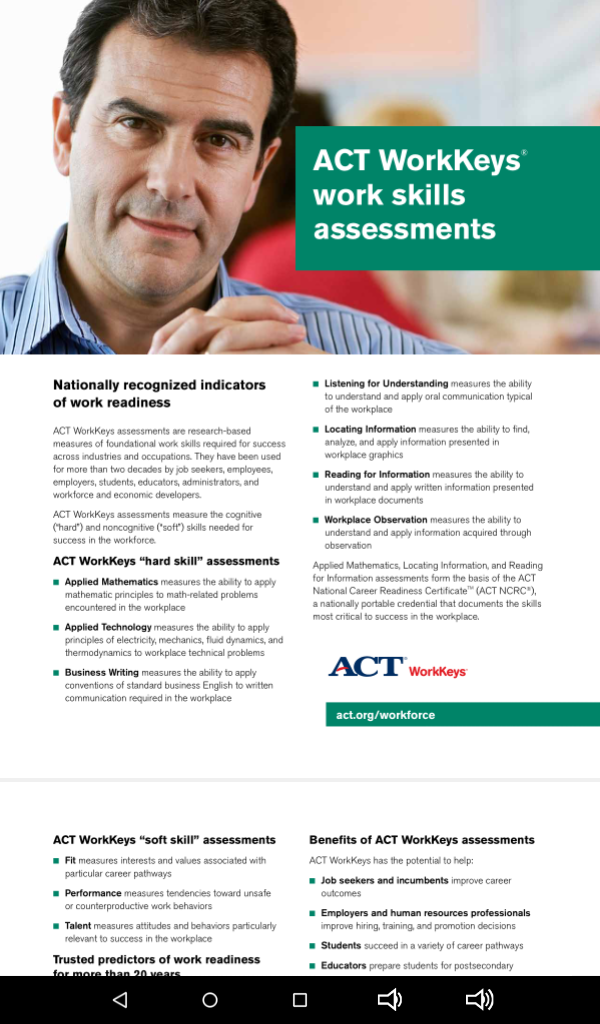 ACT WorkKeys®
work skills
assessments
Nationally recognized indicators
of work readiness
ACT WorkKeys assessments are research-based
measures of foundational work skills required for success
across industries and occupations. They have been used
for more than two decades by job seekers, employees,
employers, students, educators, administrators, and
workforce and economic developers.
ACT WorkKeys assessments measure the cognitive
("hard") and noncognitive ("soft") skills needed for
success in the workforce.
ACT WorkKeys “hard skill” assessments
■ Applied Mathematics measures the ability to apply
mathematic principles to math-related problems
encountered in the workplace
■ Applied Technology measures the ability to apply
principles of electricity, mechanics, fluid dynamics, and
thermodynamics to workplace technical problems
■ Business Writing measures the ability to apply
conventions of standard business English to written
communication required in the workplace
■ Listening for Understanding measures the ability
to understand and apply oral communication typical
of the workplace
■ Locating Information measures the ability to find,
analyze, and apply information presented in
workplace graphics
■ Reading for Information measures the ability to
understand and apply written information presented
in workplace documents
■ Workplace Observation measures the ability to
understand and apply information acquired through
observation
Applied Mathematics, Locating Information, and Reading
for Information assessments form the basis of the ACT
National Career Readiness Certificate™ (ACT NCRC®),
a nationally portable credential that documents the skills
most critical to success in the workplace.
ACT® WorkKeys®
act.org/workforce
ACT WorkKeys “soft skill” assessments
■ Fit measures interests and values associated with
particular career pathways
■ Performance measures tendencies toward unsafe
or counterproductive work behaviors
■ Talent measures attitudes and behaviors particularly
relevant to success in the workplace
Trusted predictors of work readiness
for more than 20 years
Benefits of ACT WorkKeys assessments
ACT WorkKeys has the potential to help:
■ Job seekers and incumbents improve career
outcomes
■ Employers and human resources professionals
improve hiring, training, and promotion decisions
■ Students succeed in a variety of career pathways
■ Educators prepare students for postsecondary